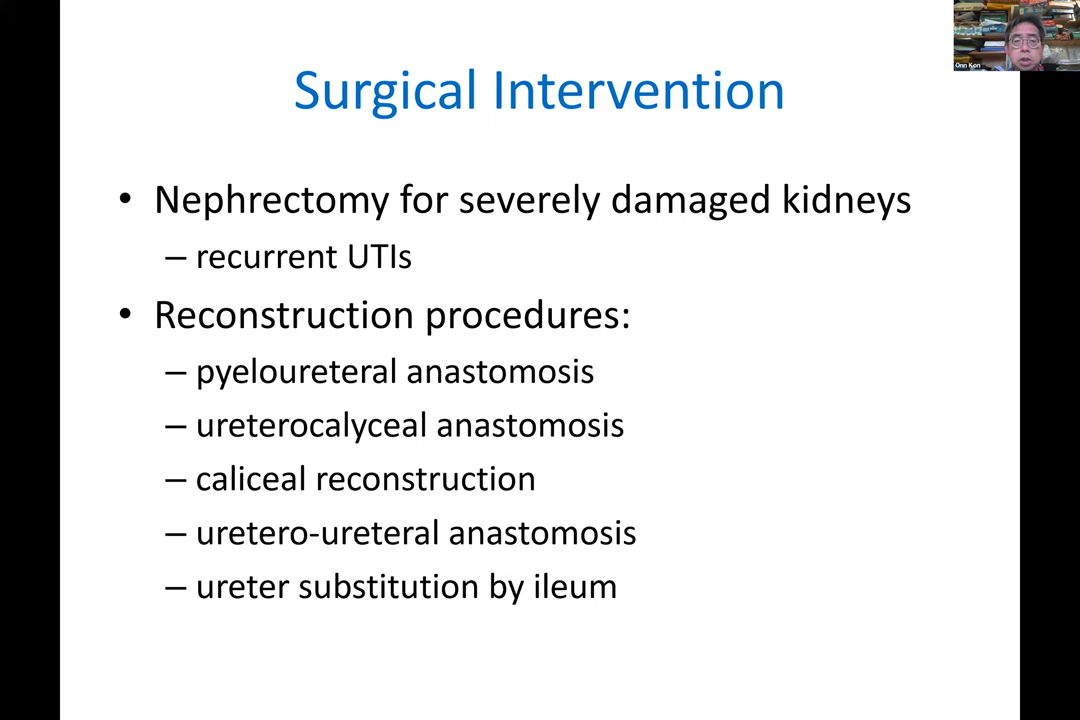 Surgical Intervention
• Nephrectomy for severely damaged kidneys
– recurrent UTIs
• Reconstruction procedures:
– pyeloureteral anastomosis
– ureterocalyceal anastomosis
– caliceal reconstruction
– uretero-ureteral anastomosis
– ureter substitution by ileum